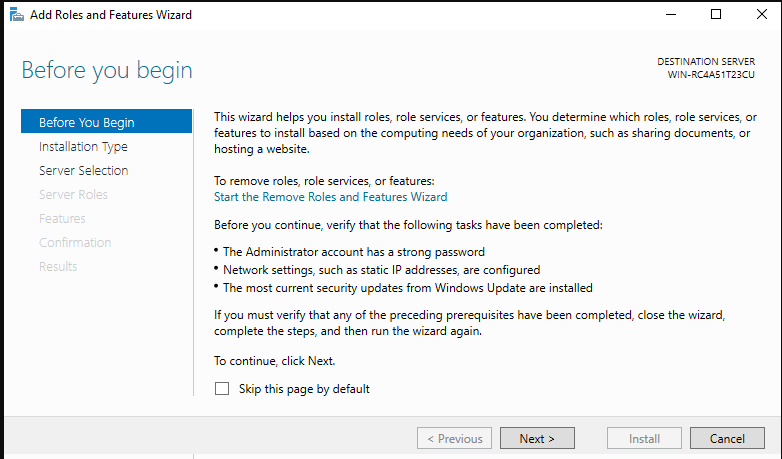 Add Roles and Features Wizard
Before you begin
DESTINATION SERVER
WIN-RC4A51T23CU
Before You Begin
Installation Type
Server Selection
Server Roles
Features
Confirmation
Results
This wizard helps you install roles, role services, or features. You determine which roles, role services, or
features to install based on the computing needs of your organization, such as sharing documents, or
hosting a website.
To remove roles, role services, or features:
Start the Remove Roles and Features Wizard
Before you continue, verify that the following tasks have been completed:
• The Administrator account has a strong password
• Network settings, such as static IP addresses, are configured
• The most current security updates from Windows Update are installed
If you must verify that any of the preceding prerequisites have been completed, close the wizard,
complete the steps, and then run the wizard again.
To continue, click Next.
Skip this page by default
< Previous
Next >
Install
Cancel